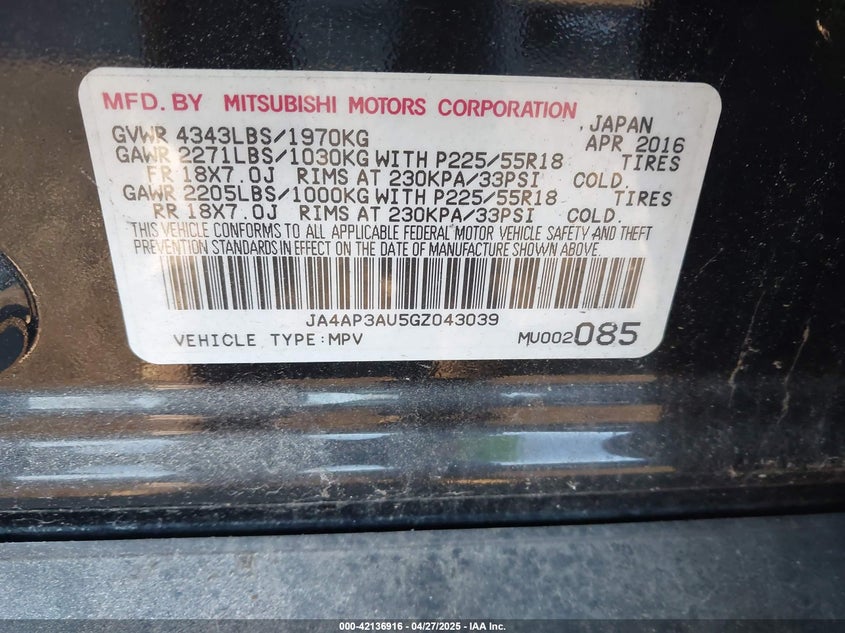 MFD. BY MITSUBISHI MOTORS CORPORATION
JAPAN
GVWR 4343LBS/1970KG APR 2016
GAWR 2271LBS/1030KG WITH P225/55R18 TIRES
FR 18X7.0J RIMS AT 230KPA/33PSI COLD.
GAWR 2205LBS/1000KG WITH P225/55R18 TIRES
RR 18X7.0J RIMS AT 230KPA/33PSI COLD.
THIS VEHICLE CONFORMS TO ALL APPLICABLE FEDERAL MOTOR VEHICLE SAFETY AND THEFT
PREVENTION STANDARDS IN EFFECT ON THE DATE OF MANUFACTURE SHOWN ABOVE.
JA4AP3AU5GZ043039
VEHICLE TYPE:MPV MU002085
000-42136916 - 04/27/2025 - IAA Inc.